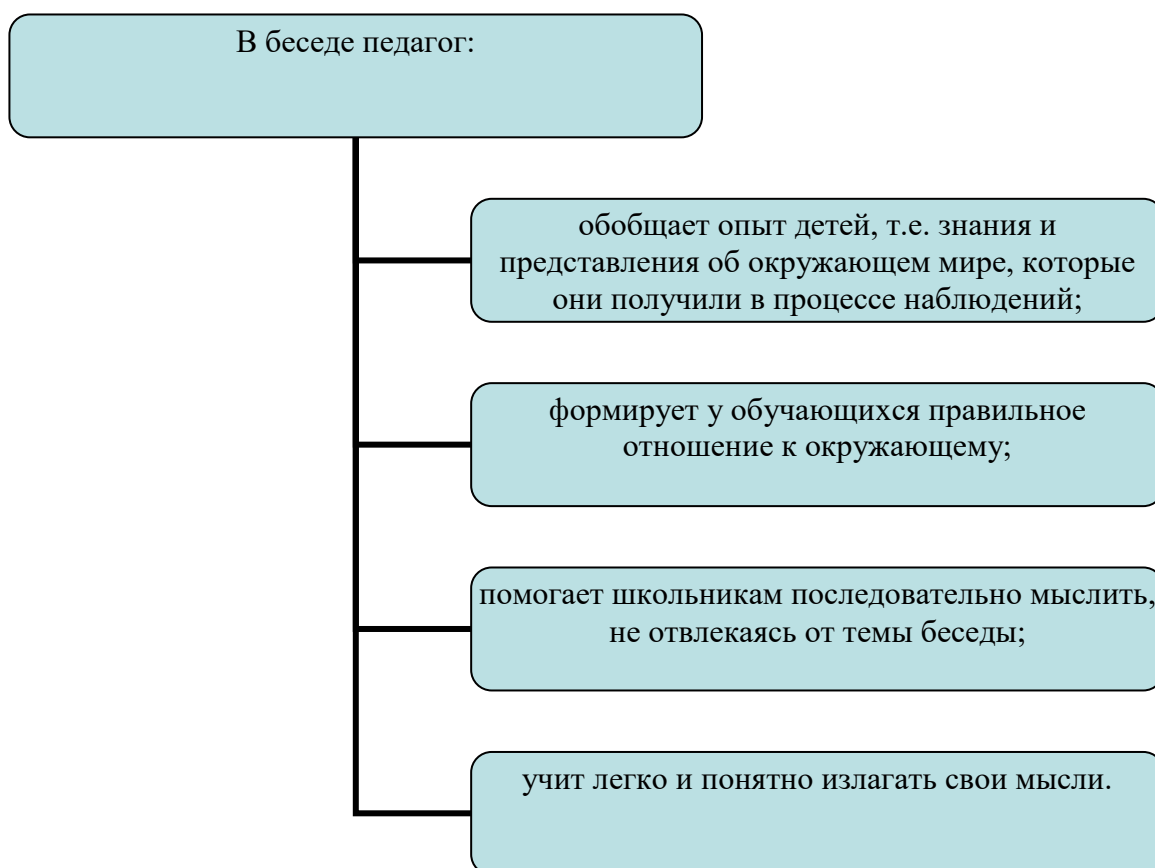 В беседе педагог:
обобщает опыт детей, т.е. знания и
представления об окружающем мире, которые
они получили в процессе наблюдений;
формирует у обучающихся правильное
отношение к окружающему;
помогает школьникам последовательно мыслить,
не отвлекаясь от темы беседы;
учит легко и понятно излагать свои мысли.